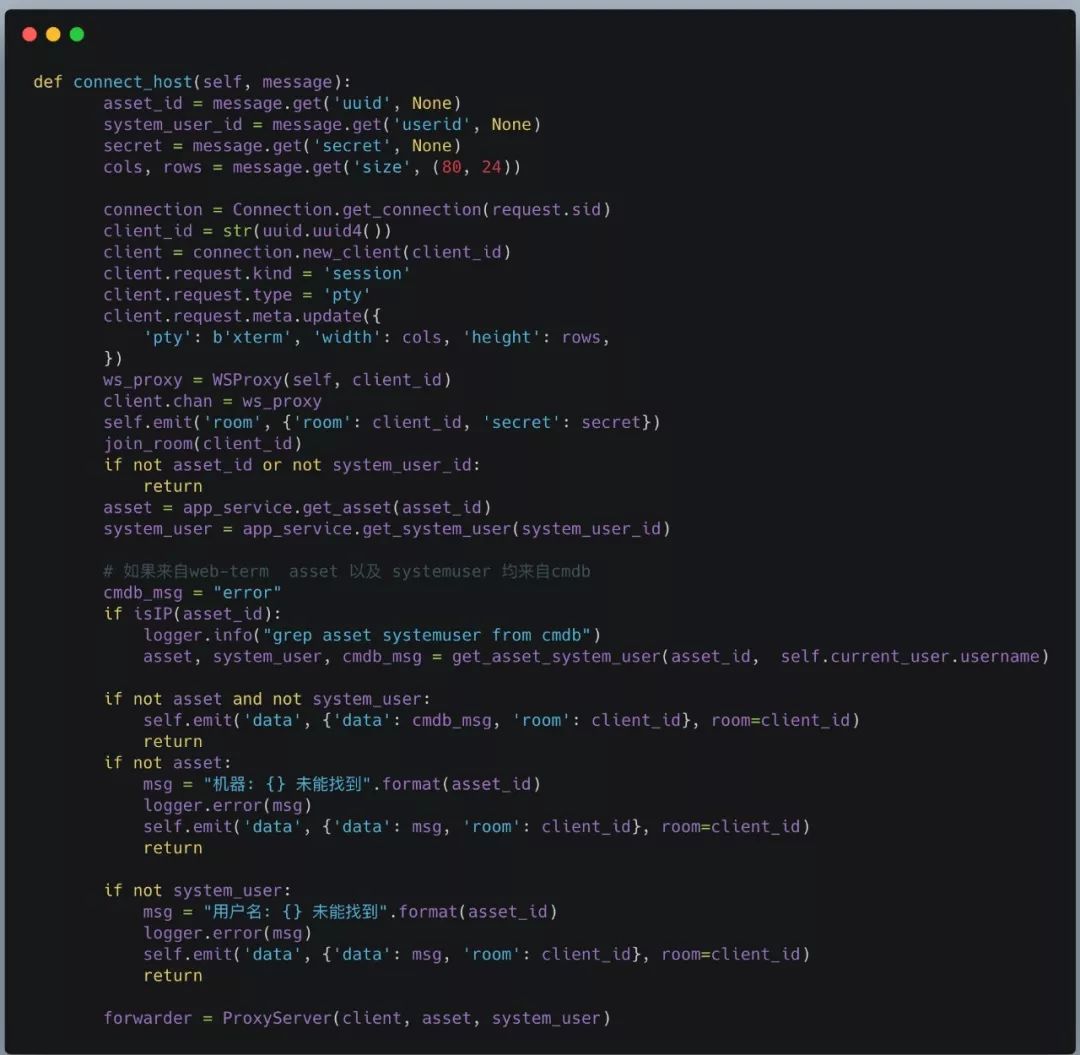 def connect_host(self, message):
asset_id = message.get('uuid', None)
system_user_id = message.get('userid', None)
secret = message.get('secret', None)
cols, rows = message.get('size', (80, 24))
connection = Connection.get_connection(request.sid)
client_id = str(uuid.uuid4())
client = connection.new_client(client_id)
client.request.kind = 'session'
client.request.type = 'pty'
client.request.meta.update({
'pty': b'xterm', 'width': cols, 'height': rows,
})
ws_proxy = WSProxy(self, client_id)
client.chan = ws_proxy
self.emit('room', {'room': client_id, 'secret': secret})
join_room(client_id)
if not asset_id or not system_user_id:
return
asset = app_service.get_asset(asset_id)
system_user = app_service.get_system_user(system_user_id)
# 如果来自web-term  asset 以及 systemuser 均来自cmdb
cmdb_msg = "error"
if isIP(asset_id):
logger.info("grep asset systemuser from cmdb")
asset, system_user, cmdb_msg = get_asset_system_user(asset_id,  self.current_user.username)
if not asset and not system_user:
self.emit('data', {'data': cmdb_msg, 'room': client_id}, room=client_id)
return
if not asset:
msg = "机器: {} 未能找到".format(asset_id)
logger.error(msg)
self.emit('data', {'data': msg, 'room': client_id}, room=client_id)
return
if not system_user:
msg = "用户名: {} 未能找到".format(asset_id)
logger.error(msg)
self.emit('data', {'data': msg, 'room': client_id}, room=client_id)
return
forwarder = ProxyServer(client, asset, system_user)